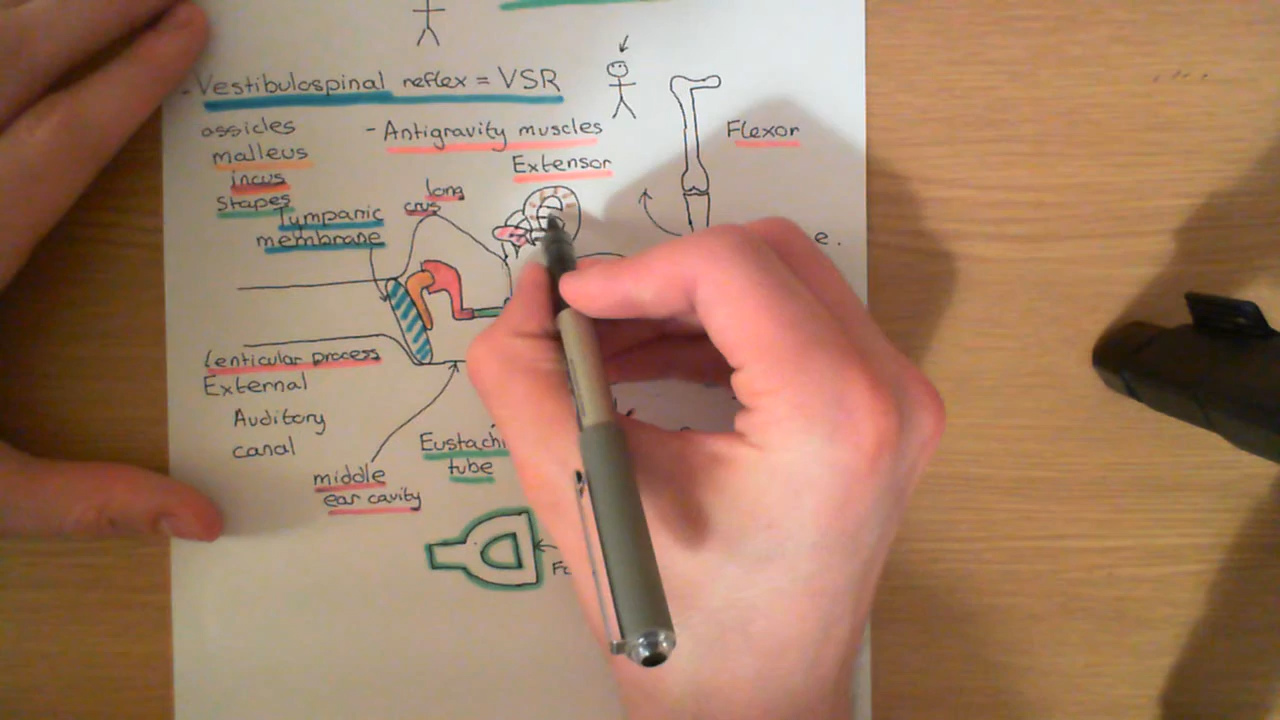 -Vestibulospinal reflex = VSR
ossicles
malleus
incus
stapes
- Antigravity muscles
Extensor
Flexor
long
crus
Tympanic
membrane
e.
Lenticular process
External
Auditory
canal
middle
ear cavity
Eustachi
tube